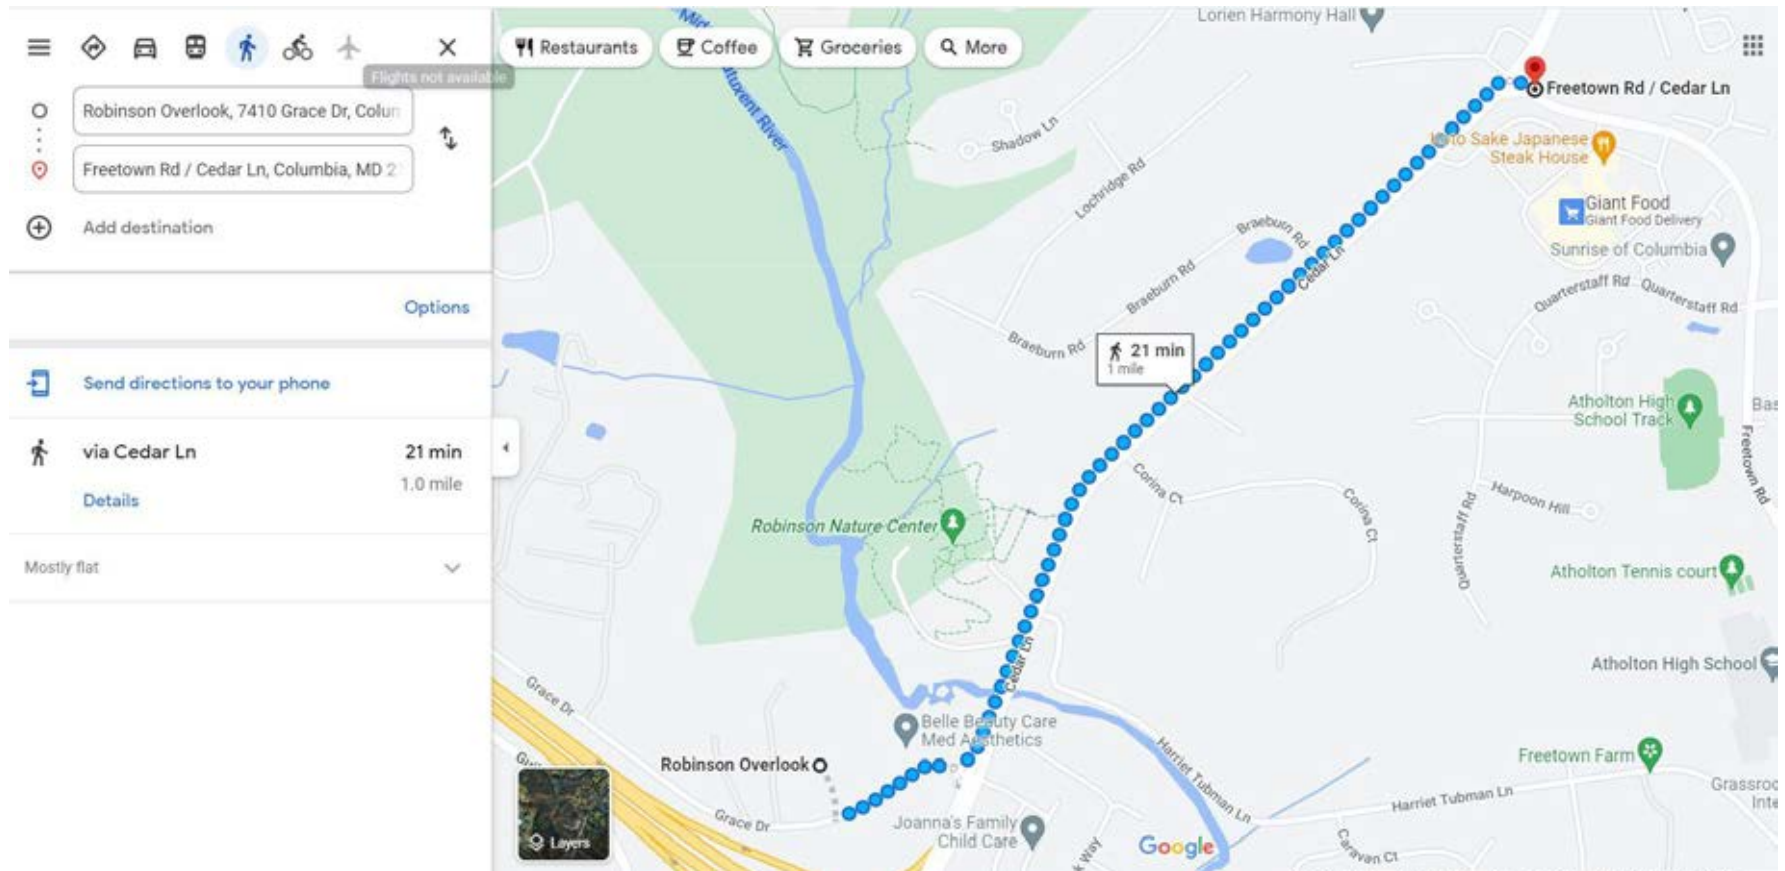 Flights not available
Robinson Overlook, 7410 Grace Dr, Colum
Freetown Rd / Cedar Ln, Columbia, MD 2
Add destination
Options
Send directions to your phone
via Cedar Ln
21 min
1.0 mile
Details
Mostly flat
Restaurants
Coffee
Groceries
More
Lorien Harmony Hall
Freetown Rd / Cedar Ln
Sake Japanese
Steak House
Giant Food
Giant Food Delivery
Sunrise of Columbia
Shadow Ln
Lochridge Rd
Braeburn Rd
Braeburn Rd
Braeburn Rd
Cedar Ln
Quarterstaff Rd
Quarterstaff Rd
21 min
1 mile
Atholton High
School Track
Bas
Freetown Rd
Corina Ct
Corina Ct
Quarterstaff Rd
Harpoon Hill
Robinson Nature Center
Atholton Tennis court
Atholton High School
Cedar Ln
Grace Dr
Belle Beauty Care
Med Aesthetics
Robinson Overlook
Freetown Farm
Harriet Tubman Ln
Harriet Tubman Ln
Grassroo
Inte
Grace Dr
Joanna's Family
Child Care
k Way
Caravan Ct
Layers
Google